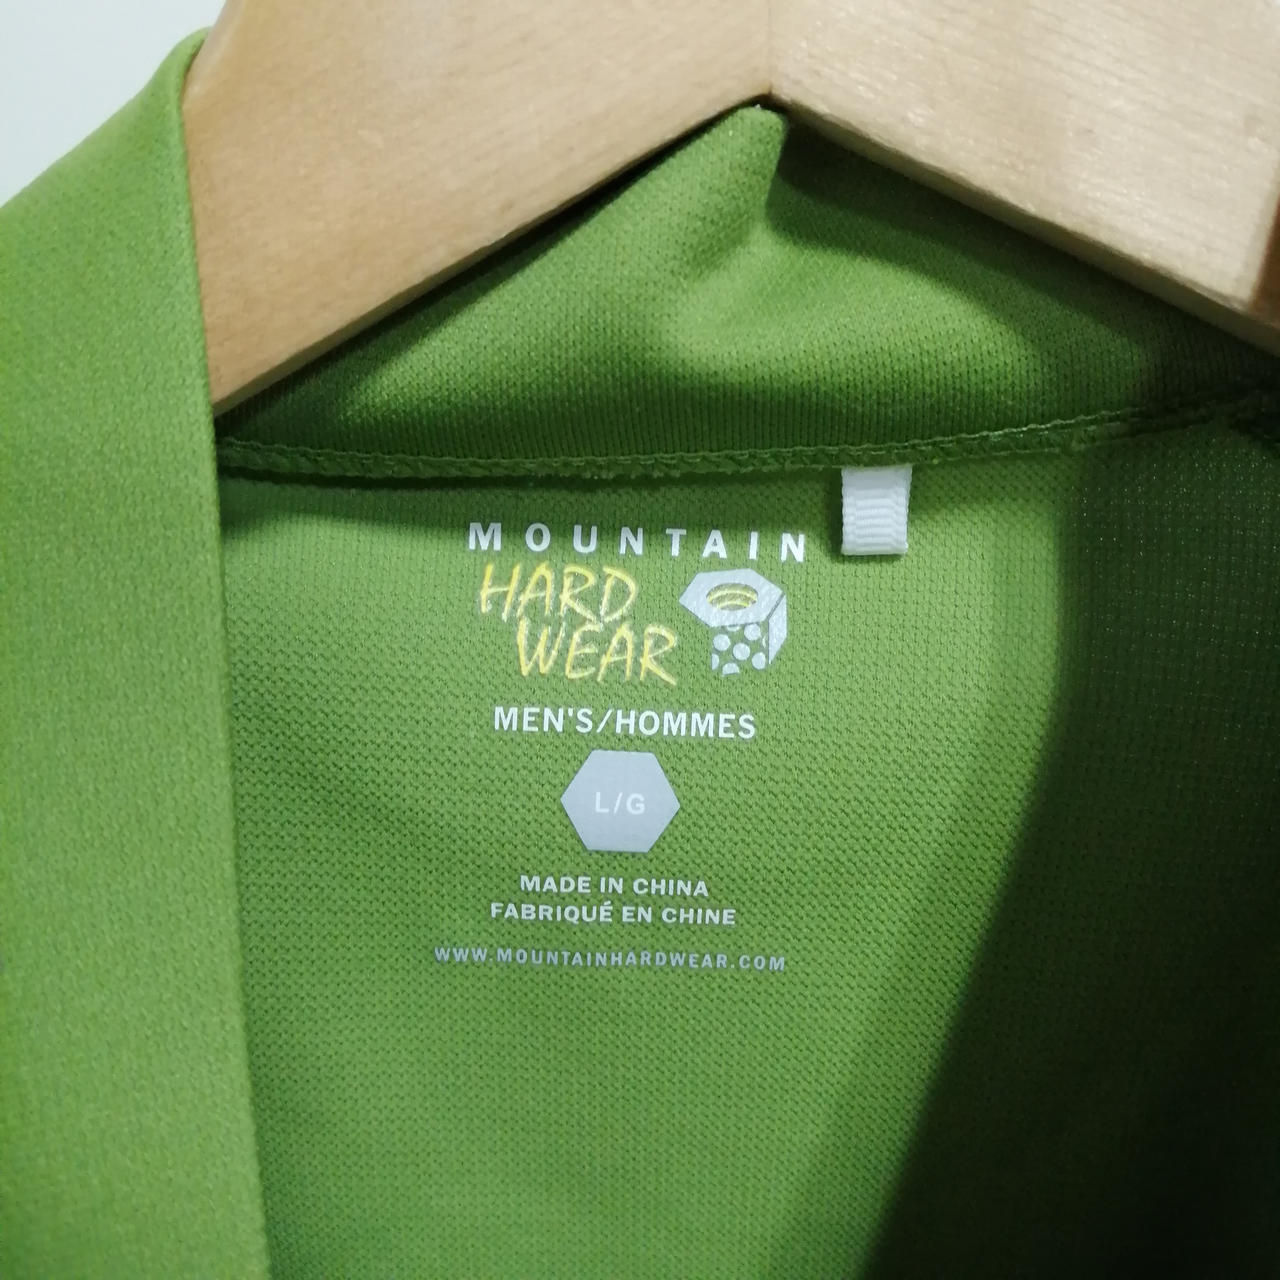 MOUNTAIN
HARD
WEAR
MEN'S/HOMMES
L/G
MADE IN CHINA
FABRIQUÉ EN CHINE
WWW.MOUNTAINHARDWEAR.COM